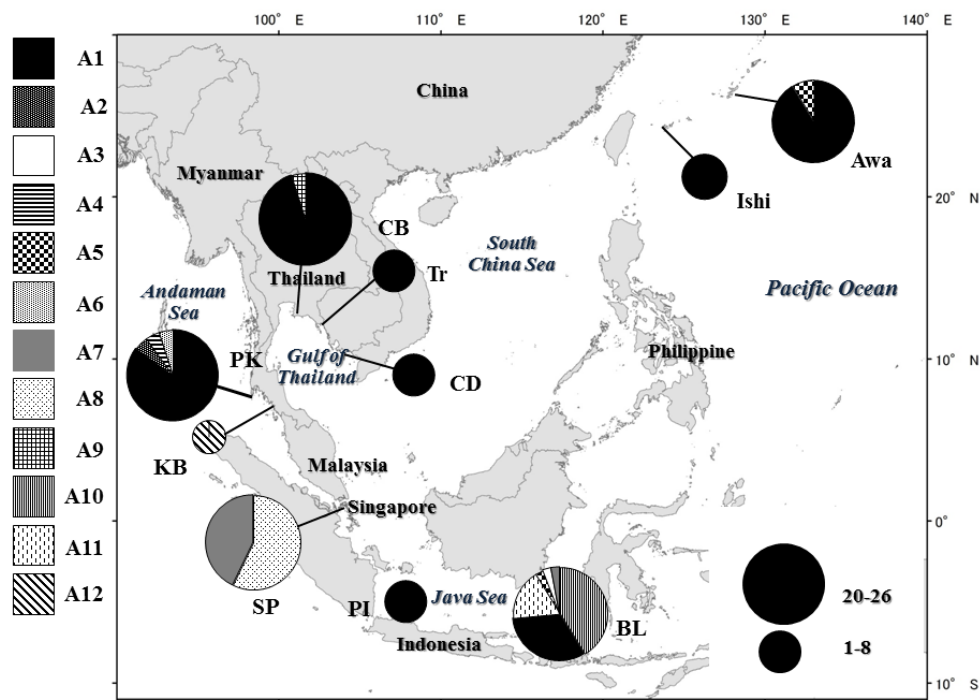 100° E 110° E 120° E 130° E 140° E
A1
A2
A3
A4
A5
A6
A7
A8
A9
A10
A11
A12
China
Myanmar
Awa
Ishi
20° N
CB
Tr
South
China Sea
Thailand
Andaman
Sea
Pacific Ocean
PK
Gulf of
Thailand
Philippine
10° N
CD
KB
Malaysia
Singapore
0°
SP
PI
Java Sea
BL
Indonesia
20-26
1-8
10° S